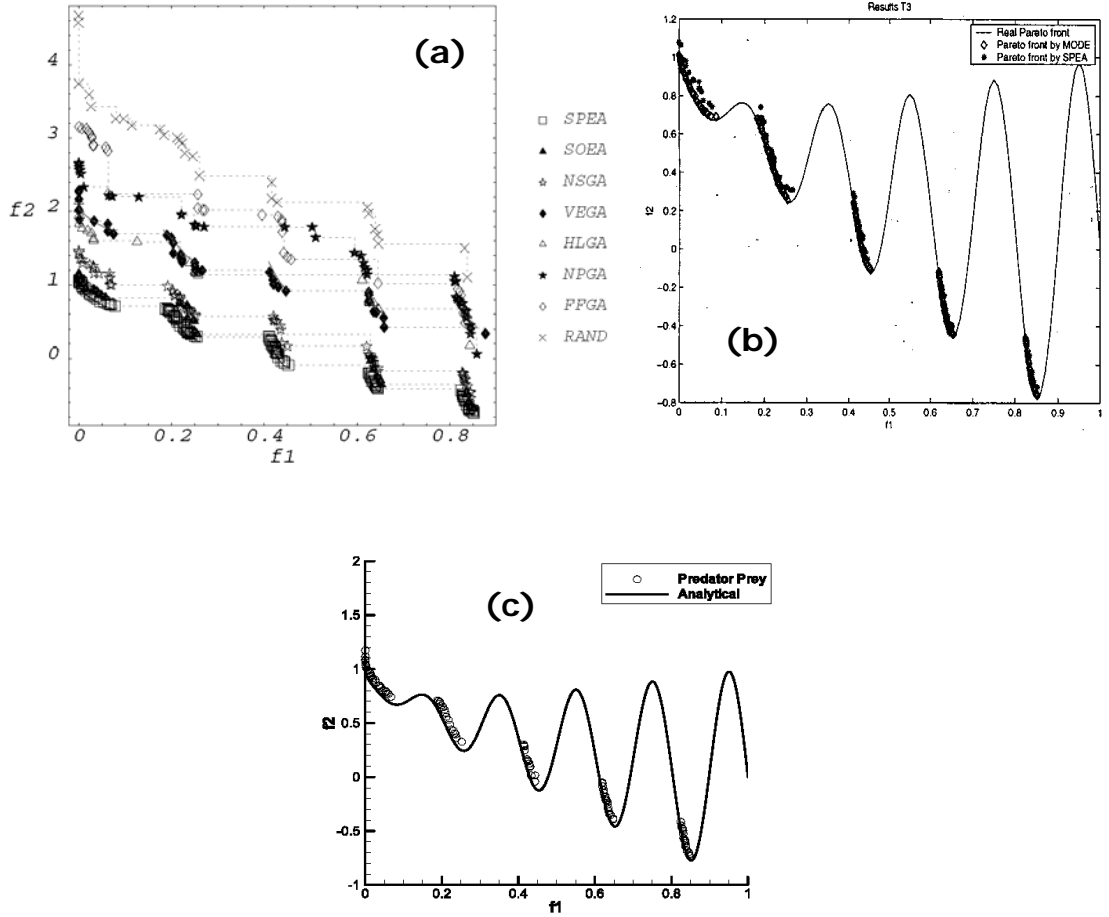 (a)
4
3
f2 2
1
0
0 0.2 0.4 0.6 0.8
f1
SPEA
SOEA
NSGA
VEGA
HLGA
NPGA
FFGA
RAND
Results T3
Real Pareto front
Pareto front by MODE
Pareto front by SPEA
(b)
1.2
1
0.8
0.6
0.4
0.2
0
-0.2
-0.4
-0.6
-0.8
f2
0 0.1 0.2 0.3 0.4 0.5 0.6 0.7 0.8 0.9 1
f1
(c)
Predator Prey
Analytical
2
1.5
1
0.5
0
-0.5
-1
f2
0 0.2 0.4 0.6 0.8 1
f1